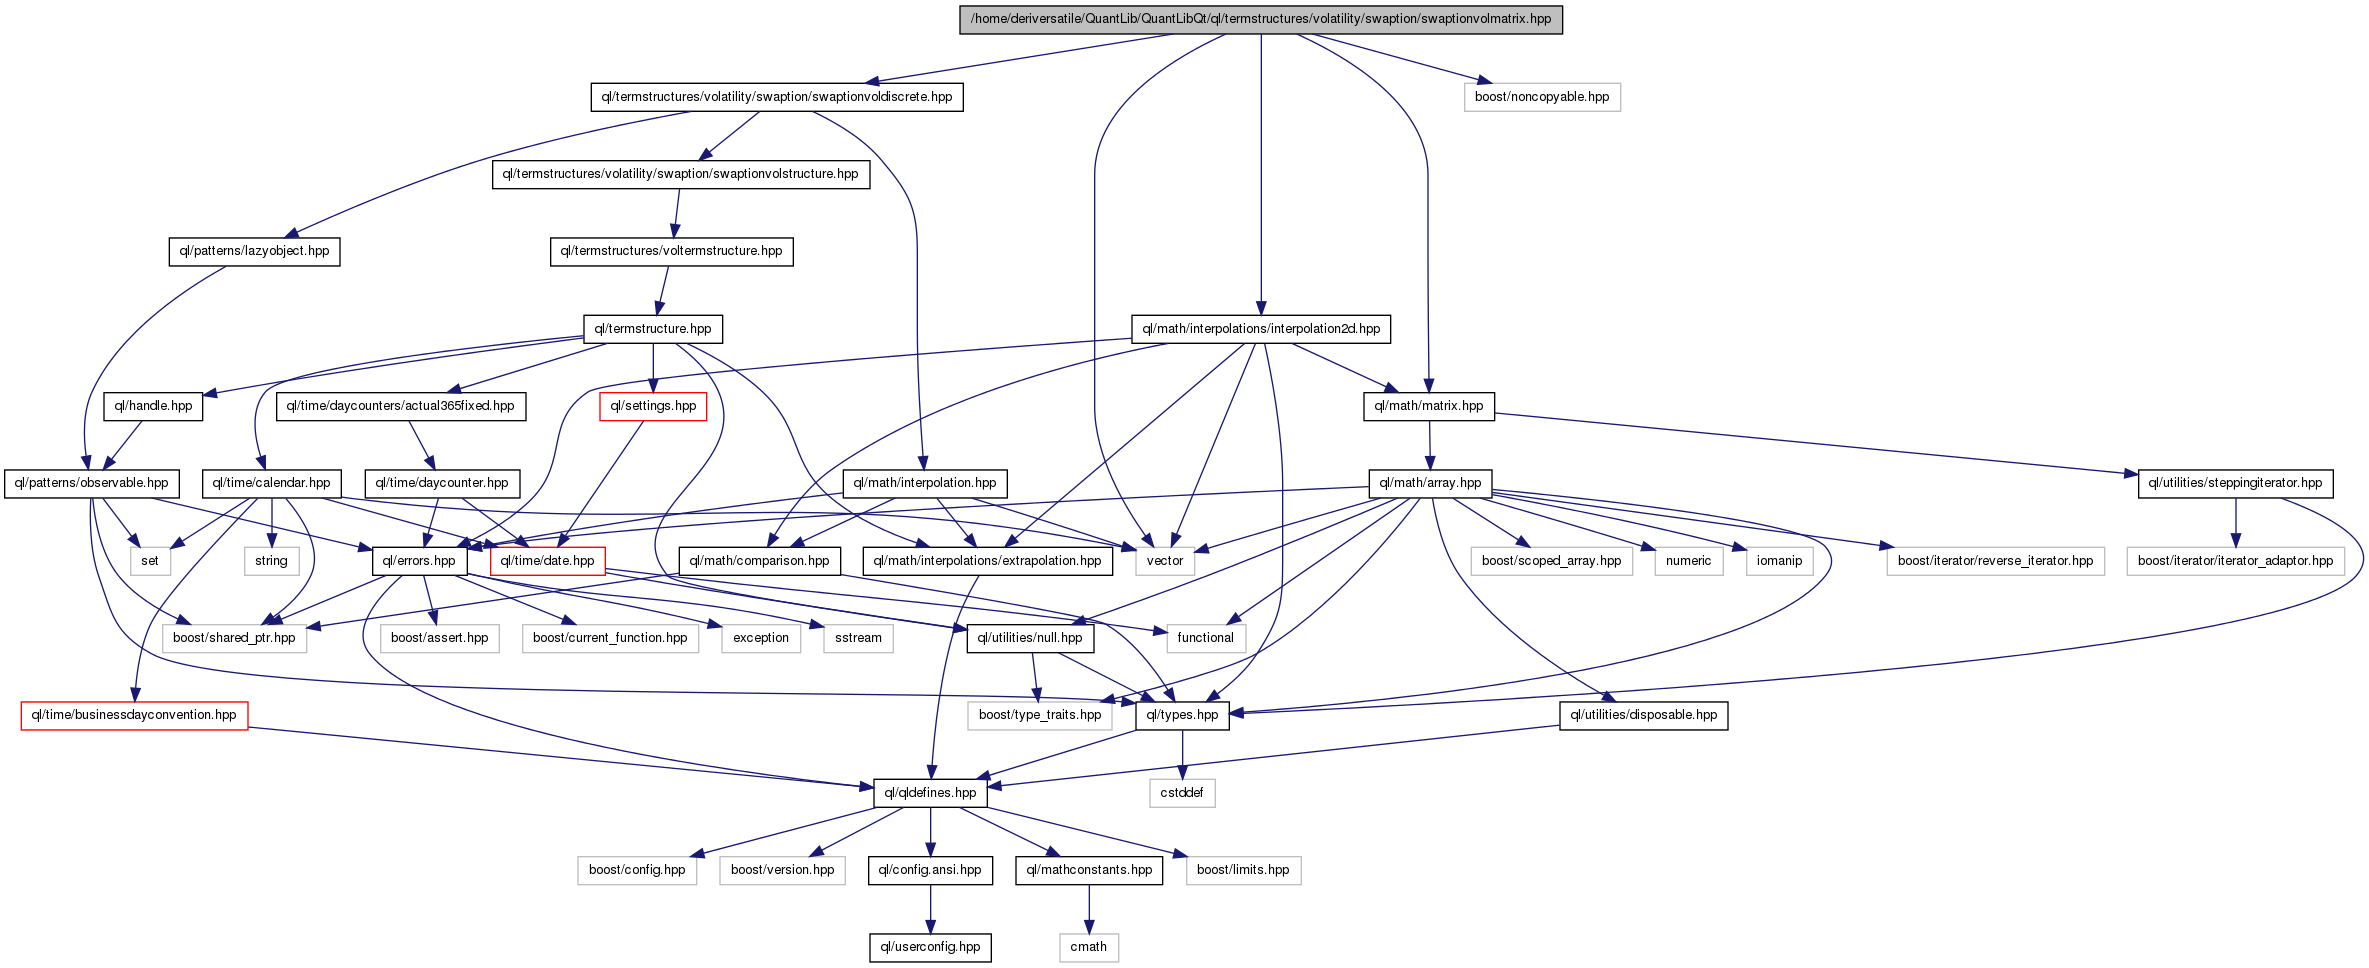 /home/deriversatile/QuantLib/QuantLibQt/ql/termstructures/volatility/swaption/swaptionvolmatrix.hpp
ql/termstructures/volatility/swaption/swaptionvoldiscrete.hpp
boost/noncopyable.hpp
ql/termstructures/volatility/swaption/swaptionvolstructure.hpp
ql/patterns/lazyobject.hpp
ql/termstructures/voltermstructure.hpp
ql/termstructure.hpp
ql/math/interpolations/interpolation2d.hpp
ql/handle.hpp
ql/time/daycounters/actual365fixed.hpp
ql/settings.hpp
ql/math/matrix.hpp
ql/patterns/observable.hpp
ql/time/calendar.hpp
ql/time/daycounter.hpp
ql/math/interpolation.hpp
ql/math/array.hpp
ql/utilities/steppingiterator.hpp
set
string
ql/errors.hpp
ql/time/date.hpp
ql/math/comparison.hpp
ql/math/interpolations/extrapolation.hpp
vector
boost/scoped_array.hpp
numeric
iomanip
boost/iterator/reverse_iterator.hpp
boost/iterator/iterator_adaptor.hpp
boost/shared_ptr.hpp
boost/assert.hpp
boost/current_function.hpp
exception
sstream
ql/utilities/null.hpp
functional
ql/time/businessdayconvention.hpp
boost/type_traits.hpp
ql/types.hpp
ql/utilities/disposable.hpp
ql/qldefines.hpp
cstddef
boost/config.hpp
boost/version.hpp
ql/config.ansi.hpp
ql/mathconstants.hpp
boost/limits.hpp
ql/userconfig.hpp
cmath